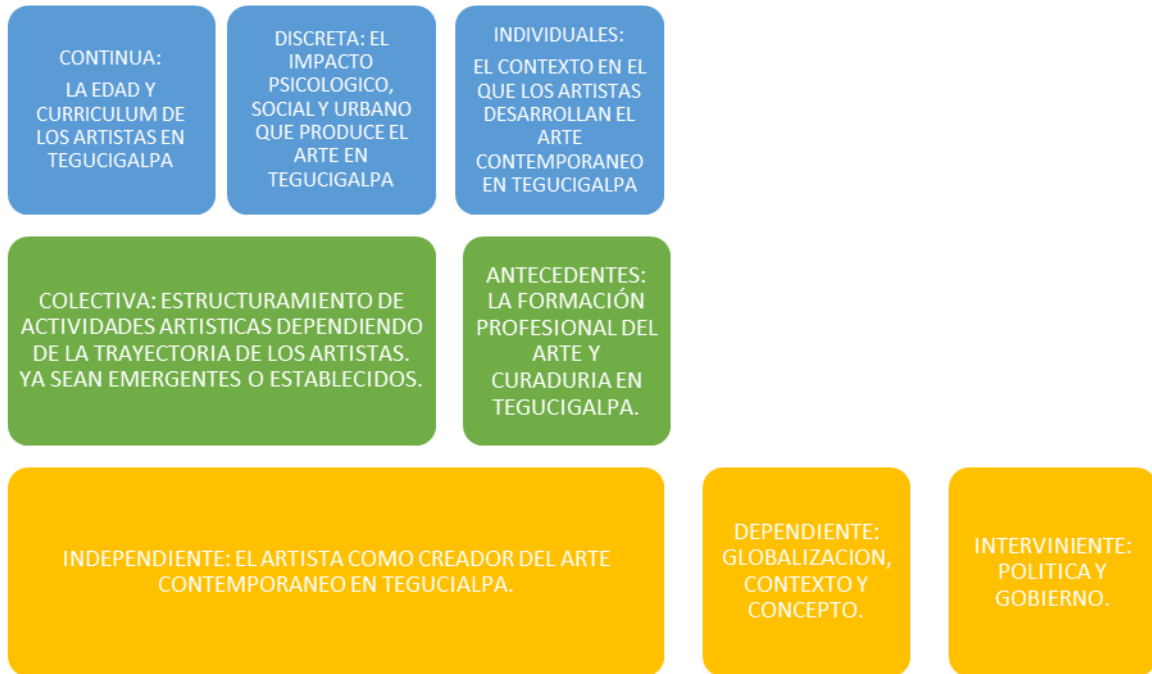 CONTINUA:
LA EDAD Y
CURRICULUM DE
LOS ARTISTAS EN
TEGUCIGALPA
DISCRETA: EL
IMPACTO
PSICOLOGICO,
SOCIAL Y URBANO
QUE PRODUCE EL
ARTE EN
TEGUCIGALPA
INDIVIDUALES:
EL CONTEXTO EN EL
QUE LOS ARTISTAS
DESARROLLAN EL
ARTE
CONTEMPORANEO
EN TEGUCIGALPA
COLECTIVA: ESTRUCTURAMIENTO DE
ACTIVIDADES ARTISTICAS DEPENDIENDO
DE LA TRAYECTORIA DE LOS ARTISTAS.
YA SEAN EMERGENTES O ESTABLECIDOS.
ANTECEDENTES:
LA FORMACIÓN
PROFESIONAL DEL
ARTE Y
CURADURIA EN
TEGUCIGALPA.
INDEPENDIENTE: EL ARTISTA COMO CREADOR DEL ARTE
CONTEMPORANEO EN TEGUCIALPA.
DEPENDIENTE:
GLOBALIZACION,
CONTEXTO Y
CONCEPTO.
INTERVINIENTE:
POLITICA Y
GOBIERNO.